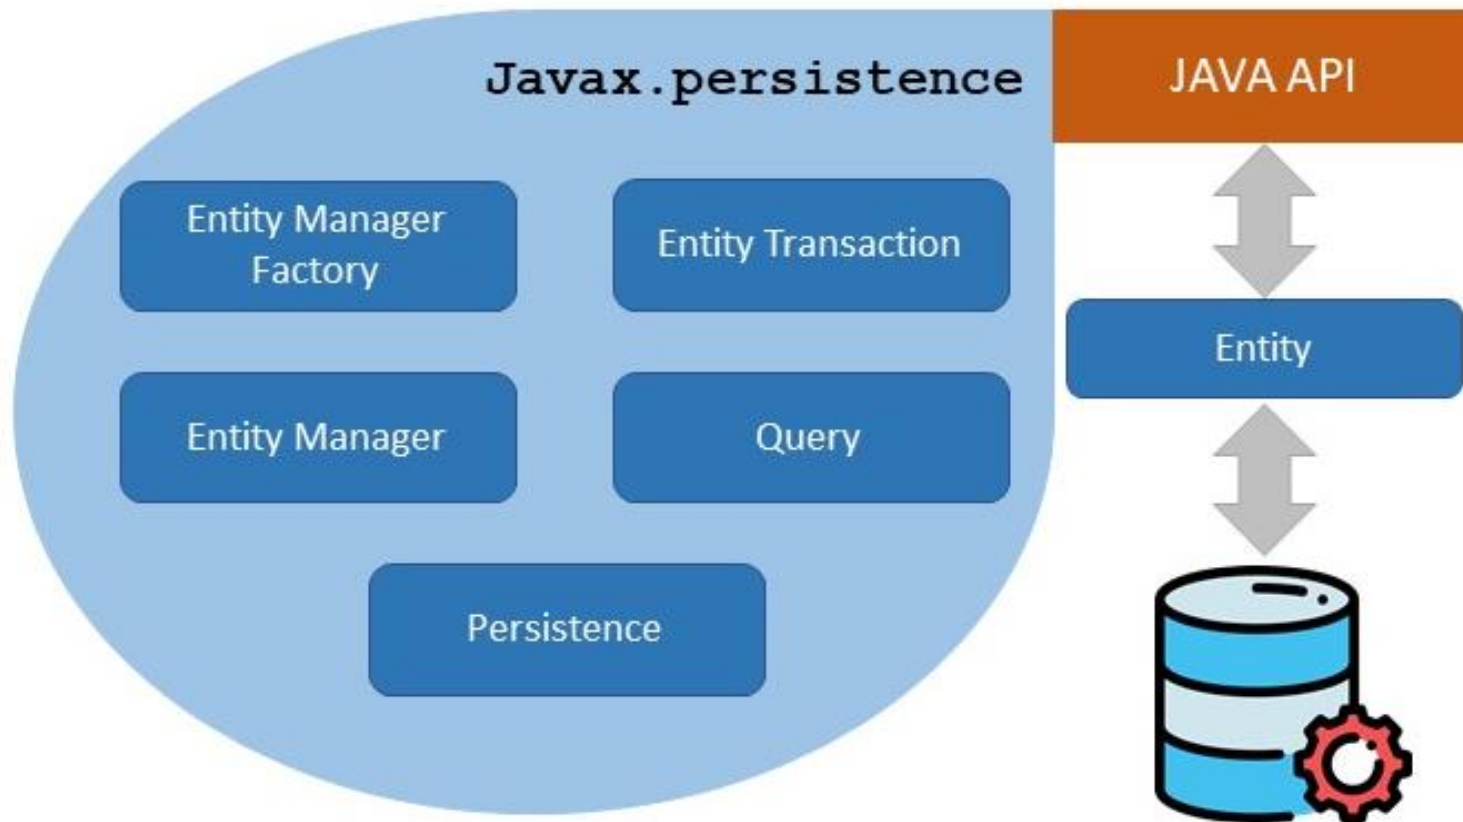 Javax.persistence
JAVA API
Entity Manager
Factory
Entity Transaction
Entity
Entity Manager
Query
Persistence